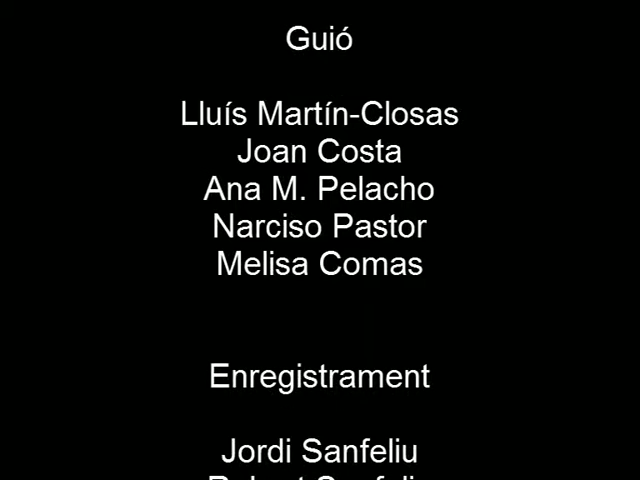 Guió
Lluís Martín-Closas
Joan Costa
Ana M. Pelacho
Narciso Pastor
Melisa Comas
Enregistrament
Jordi Sanfeliu